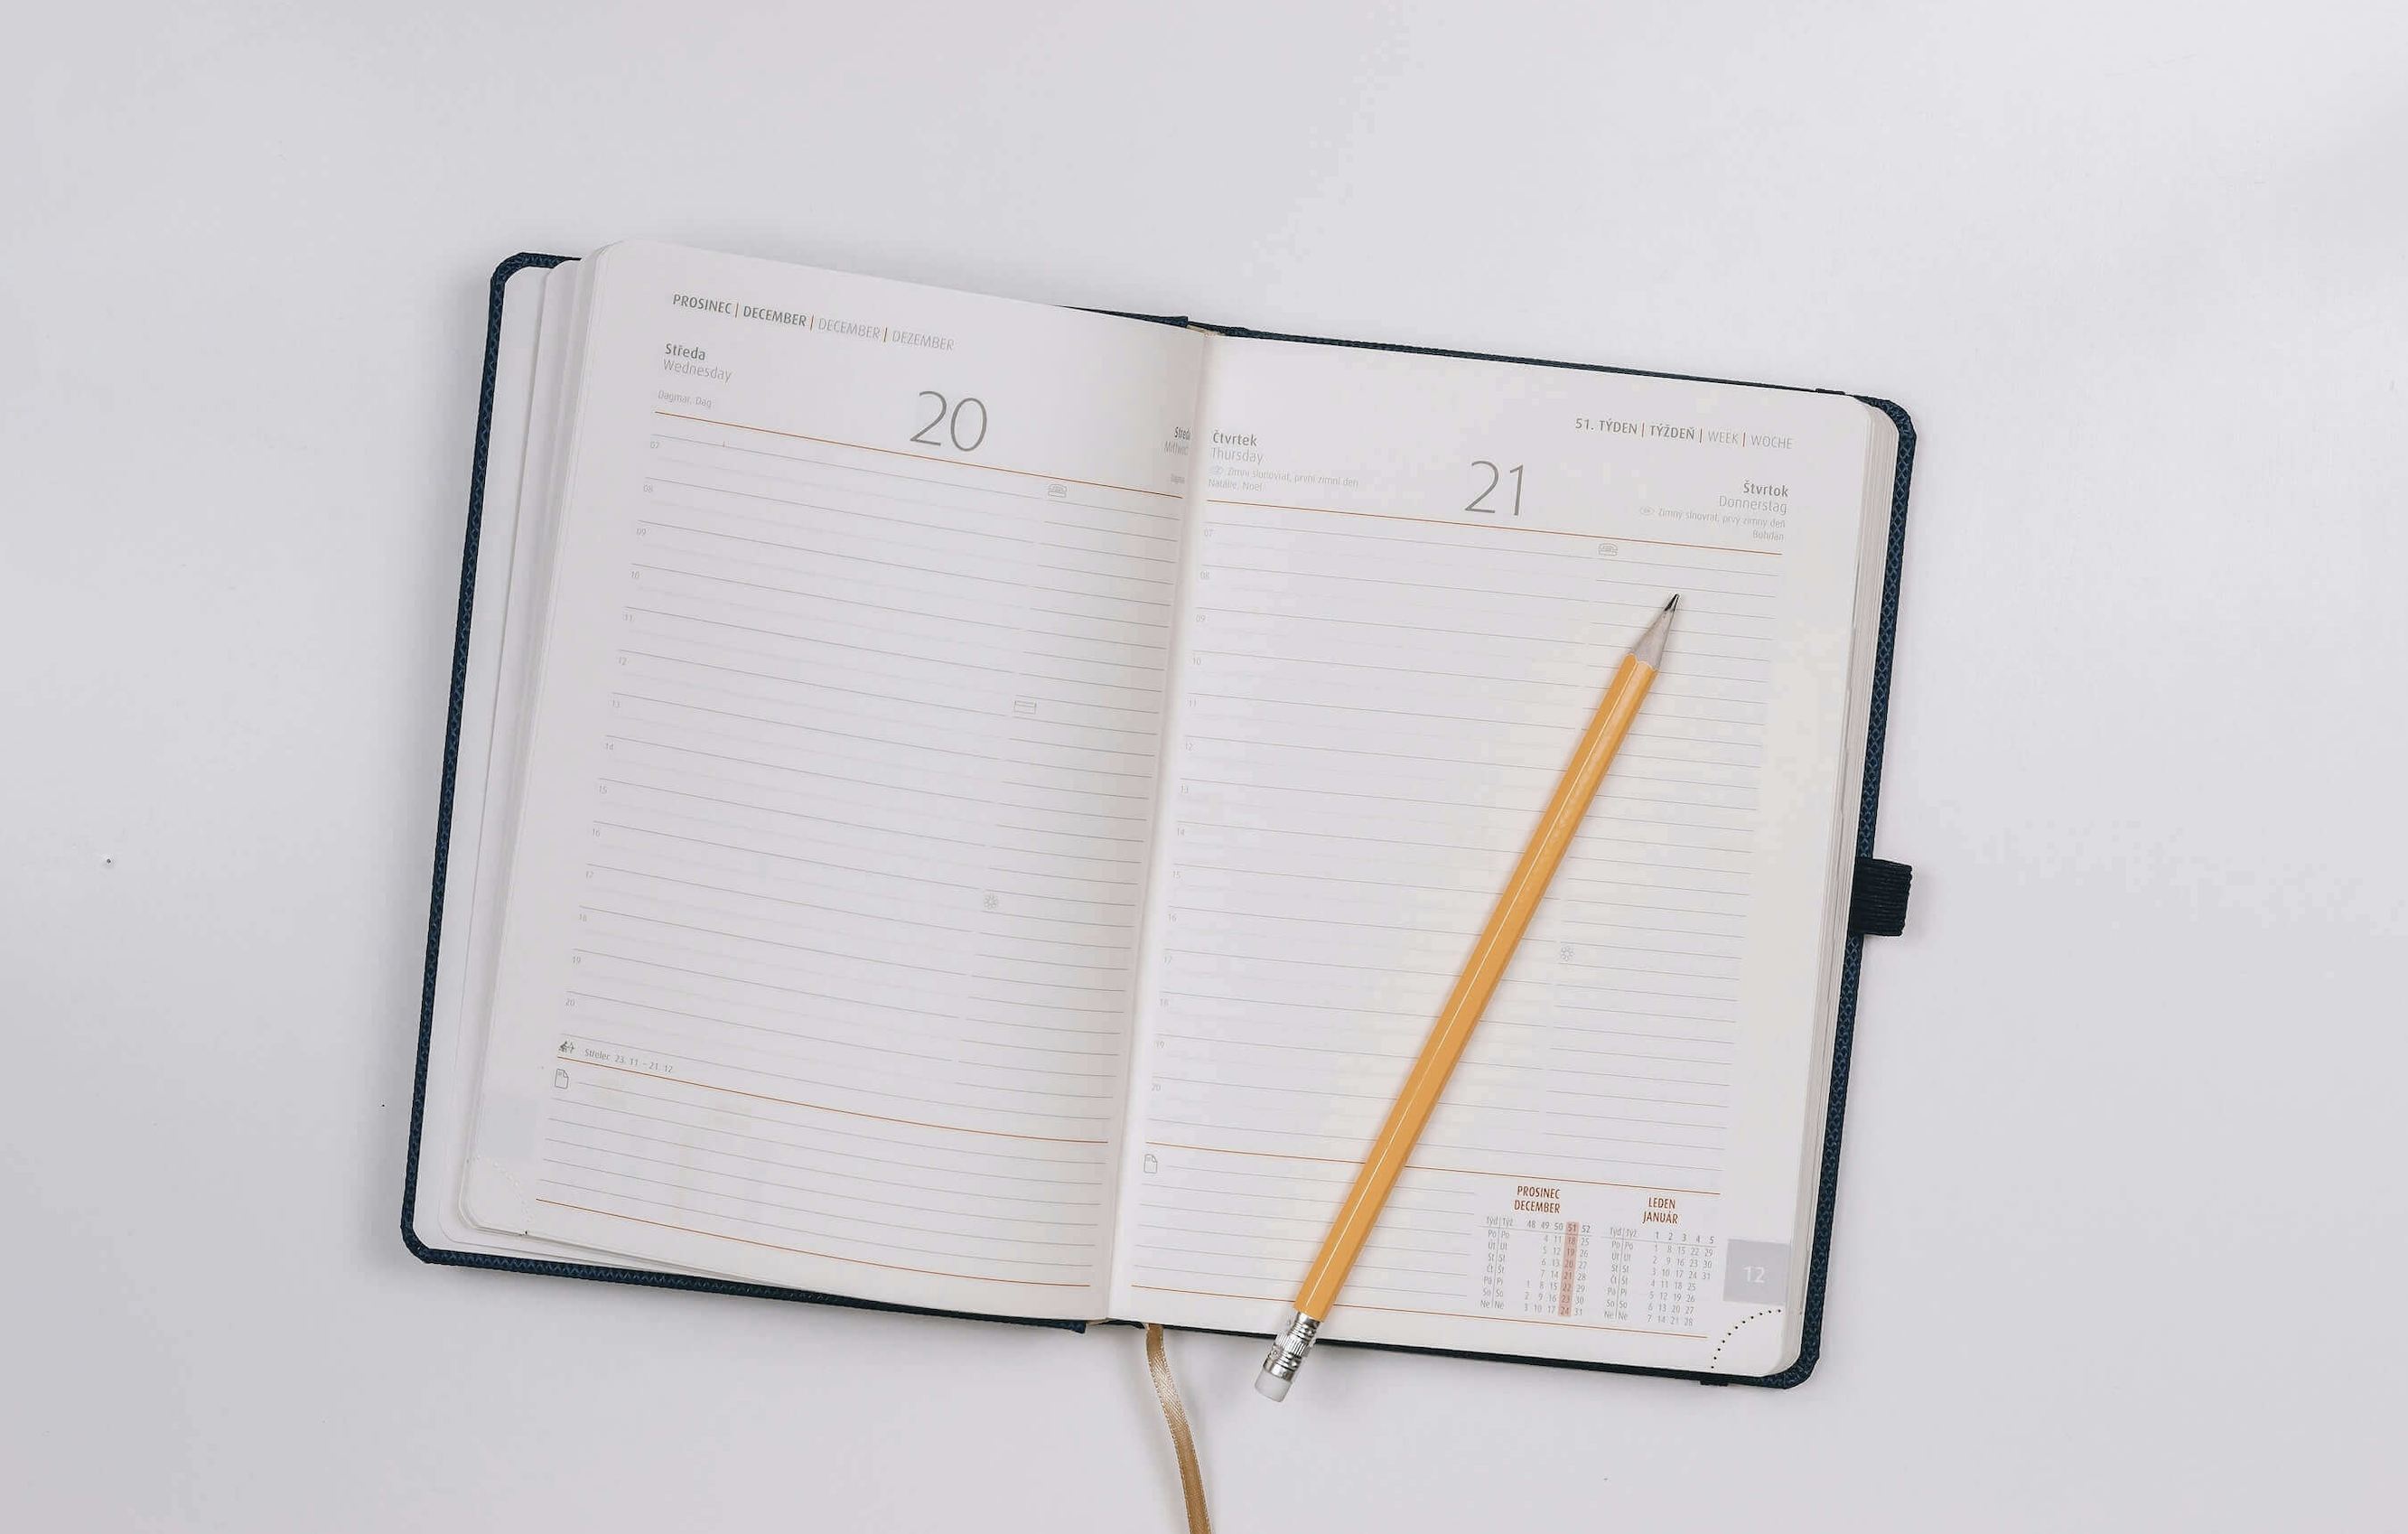 PROSINEC | DECEMBER | DECEMBER | DEZEMBER
Středa
Wednesday
Dagmar, Dag
20
Středa
07
08
09
10
11
12
13
14
15
16
17
18
19
20
Střelec 23. 11. - 21. 12.
51. TÝDEN | TÝŽDEŇ | WEEK | WOCHE
Čtvrtek
Thursday
Zimní slunovrat, první zimní den
Natálie, Noel
21
Štvrtok
Donnerstag
Zimný slnovrat, prvý zimný deň
Bohdan
07
08
09
10
11
12
13
14
15
16
17
18
19
20
PROSINEC
DECEMBER
Týd Týž 48 49 50 51 52
Po Po 4 11 18 25
Út Ut 5 12 19 26
St St 6 13 20 27
Čt Št 7 14 21 28
Pá Pi 1 8 15 22 29
So So 2 9 16 23 30
Ne Ne 3 10 17 24 31
LEDEN
JANUÁR
Týd Týž 1 2 3 4 5
Po Po 1 8 15 22 29
Út Ut 2 9 16 23 30
St St 3 10 17 24 31
Čt Št 4 11 18 25
Pá Pi 5 12 19 26
So So 6 13 20 27
Ne Ne 7 14 21 28
12